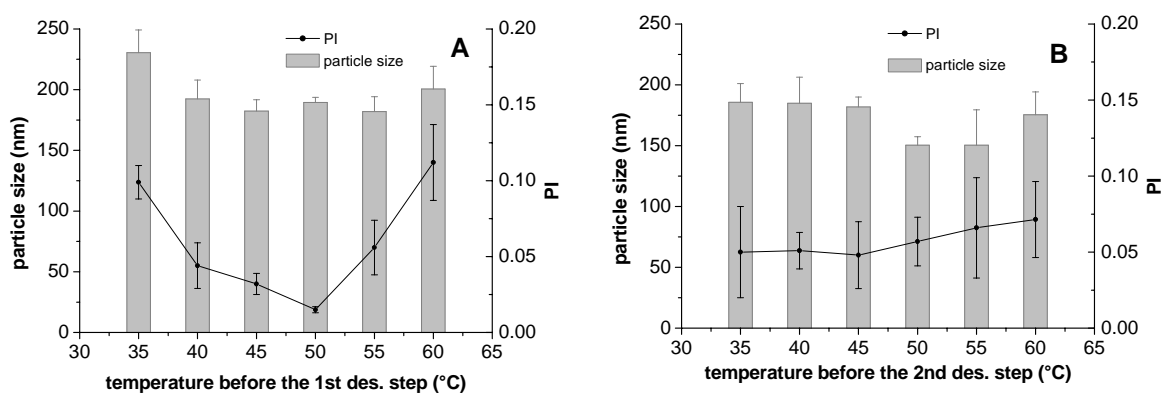 A
PI
particle size
250
200
150
100
50
0
0.20
0.15
0.10
0.05
0.00
particle size (nm)
PI
30 35 40 45 50 55 60 65
temperature before the 1st des. step (°C)
B
PI
particle size
250
200
150
100
50
0
0.20
0.15
0.10
0.05
0.00
particle size (nm)
PI
30 35 40 45 50 55 60 65
temperature before the 2nd des. step (°C)